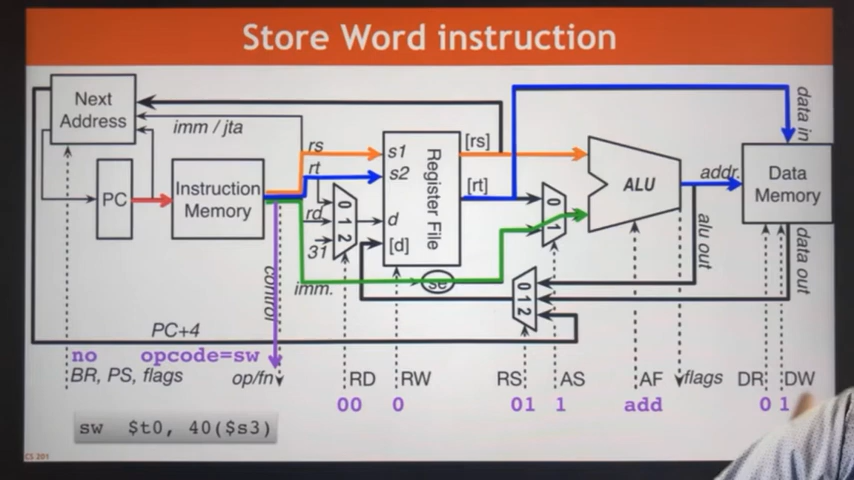 Store Word instruction
Next
Address
imm / jta
rs
rt
rd
31
imm.
control
PC
Instruction
Memory
0
1
2
s1
s2
d
[d]
Register File
[rs]
[rt]
se
0
1
ALU
0
1
2
addr.
alu out
data in
Data
Memory
data out
PC+4
no opcode=sw
BR, PS, flags op/fn RD RW RS AS AF flags DR DW
00 0 01 1 add 0 1
sw $t0, 40($s3)
CS 201